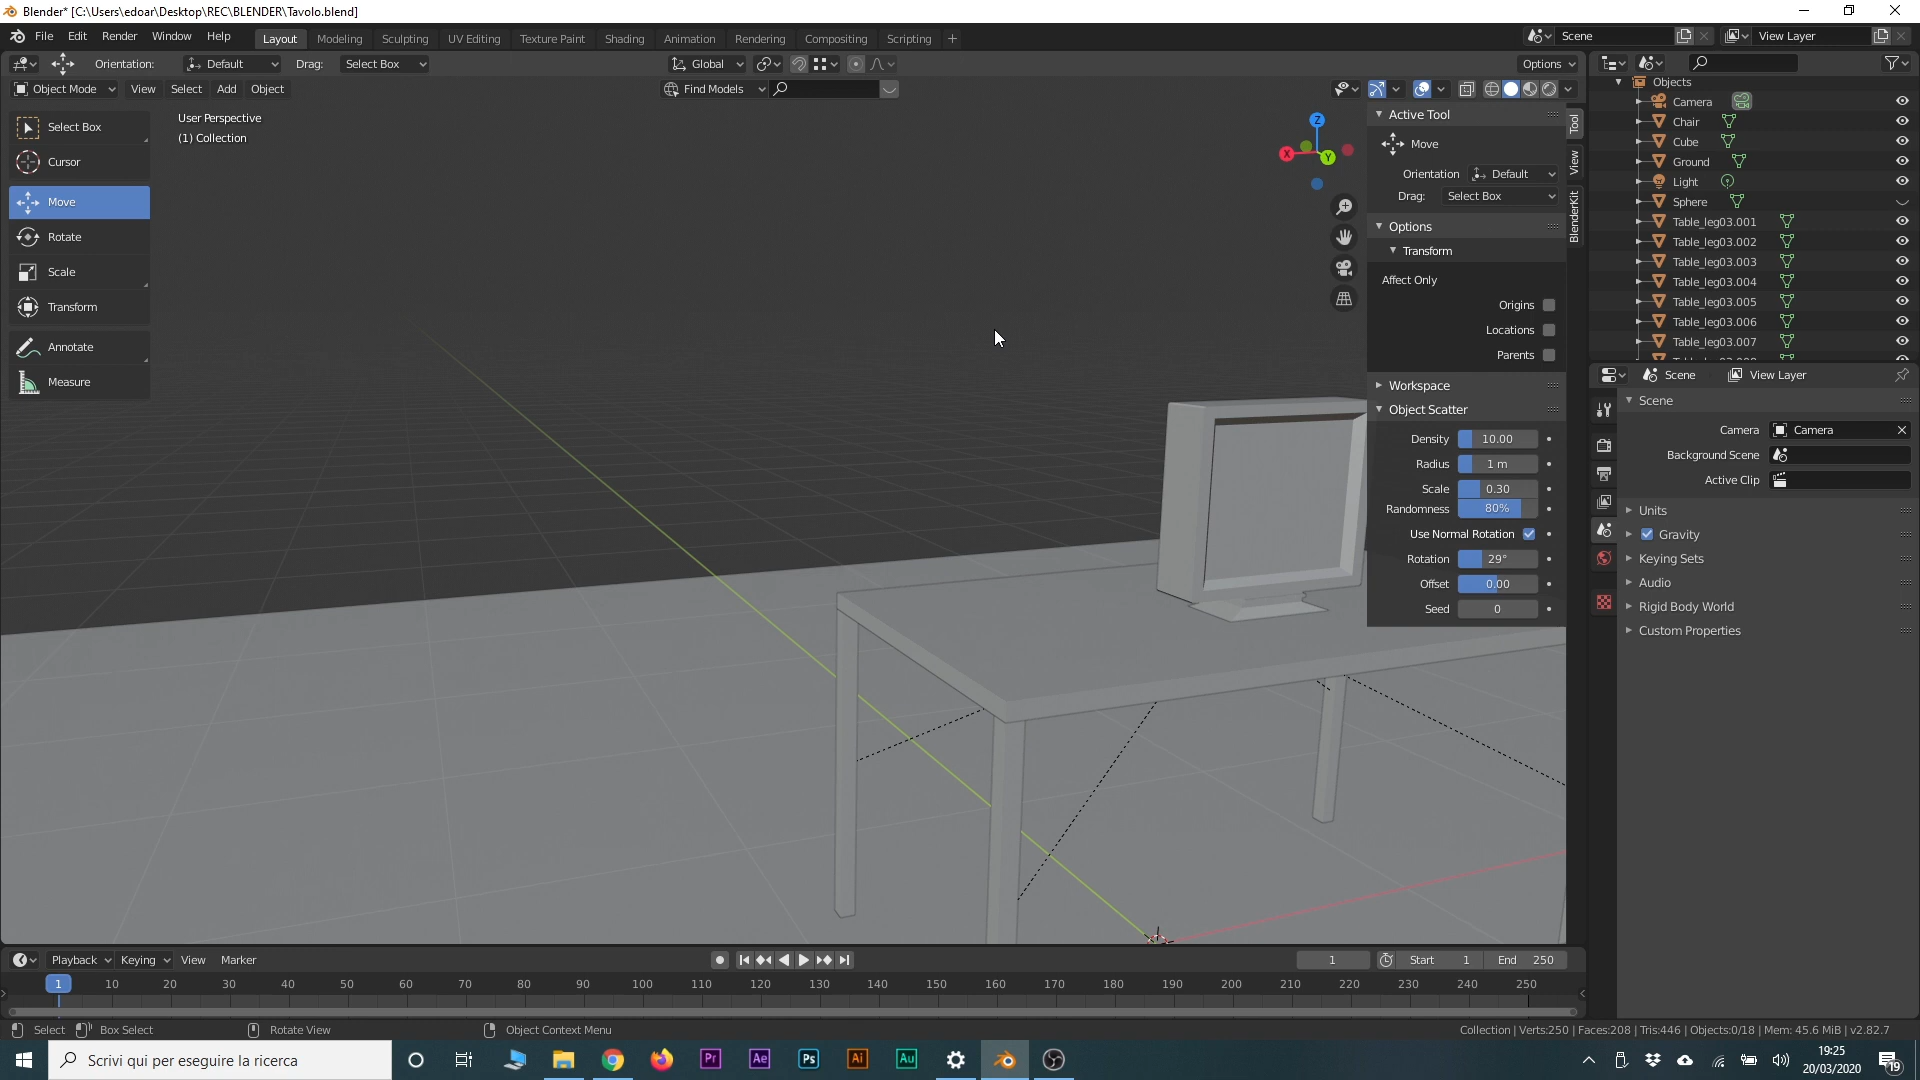 Blender* [C:\Users\edoar\Desktop\REC\BLENDER\Tavolo.blend]
File Edit Render Window Help Layout Modeling Sculpting UV Editing Texture Paint Shading Animation Rendering Compositing Scripting + Scene View Layer
Orientation: Default Drag: Select Box Global Options
Object Mode View Select Add Object Find Models
Select Box
Cursor
Move
Rotate
Scale
Transform
Annotate
Measure
User Perspective
(1) Collection
Z
X
Y
Active Tool
Move
Orientation Default
Drag: Select Box
Options
Transform
Affect Only
Origins
Locations
Parents
Workspace
Object Scatter
Density 10.00
Radius 1 m
Scale 0.30
Randomness 80%
Use Normal Rotation
Rotation 29°
Offset 0.00
Seed 0
Tool
View
BlenderKit
Objects
Camera
Chair
Cube
Ground
Light
Sphere
Table_leg03.001
Table_leg03.002
Table_leg03.003
Table_leg03.004
Table_leg03.005
Table_leg03.006
Table_leg03.007
Scene View Layer
Scene
Camera Camera
Background Scene
Active Clip
Units
Gravity
Keying Sets
Audio
Rigid Body World
Custom Properties
Playback Keying View Marker 1 Start 1 End 250
1 10 20 30 40 50 60 70 80 90 100 110 120 130 140 150 160 170 180 190 200 210 220 230 240 250
Select Box Select Rotate View Object Context Menu Collection | Verts:250 | Faces:208 | Tris:446 | Objects:0/18 | Mem: 45.6 MiB | v2.82.7
Scrivi qui per eseguire la ricerca Pr Ae Ps Ai Au
19:25
20/03/2020
19